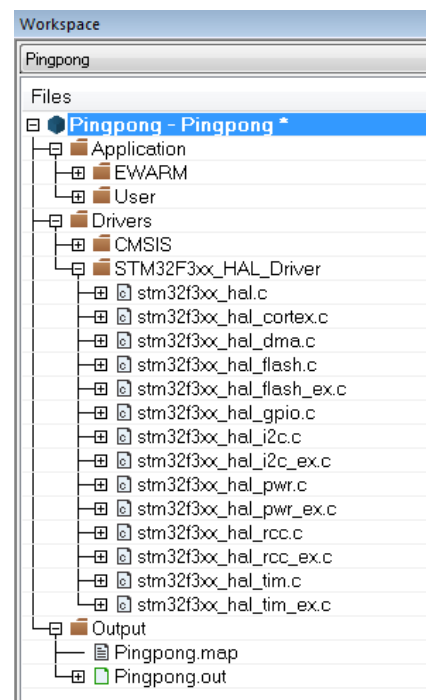 Workspace
Pingpong
Files
Pingpong - Pingpong *
Application
EWARM
User
Drivers
CMSIS
STM32F3xx_HAL_Driver
stm32f3xx_hal.c
stm32f3xx_hal_cortex.c
stm32f3xx_hal_dma.c
stm32f3xx_hal_flash.c
stm32f3xx_hal_flash_ex.c
stm32f3xx_hal_gpio.c
stm32f3xx_hal_i2c.c
stm32f3xx_hal_i2c_ex.c
stm32f3xx_hal_pwr.c
stm32f3xx_hal_pwr_ex.c
stm32f3xx_hal_rcc.c
stm32f3xx_hal_rcc_ex.c
stm32f3xx_hal_tim.c
stm32f3xx_hal_tim_ex.c
Output
Pingpong.map
Pingpong.out